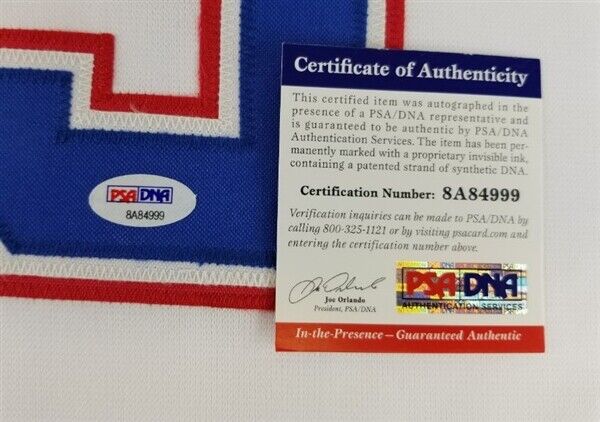 PSA DNA
8A84999
Certificate of Authenticity
This certified item was autographed in the
presence of a PSA/DNA representative and
is guaranteed to be authentic by PSA/DNA
Authentication Services. The item has been per-
manently marked with a proprietary invisible ink,
containing a patented strand of synthetic DNA.
Certification Number: 8A84999
Verification inquiries can be made to PSA/DNA by
calling 800-325-1121 or by visiting psacard.com and
entering the certification number above.
Joe Orlando
President, PSA/DNA
PSA DNA
AUTHENTICATION SERVICES
In-the-Presence – Guaranteed Authentic